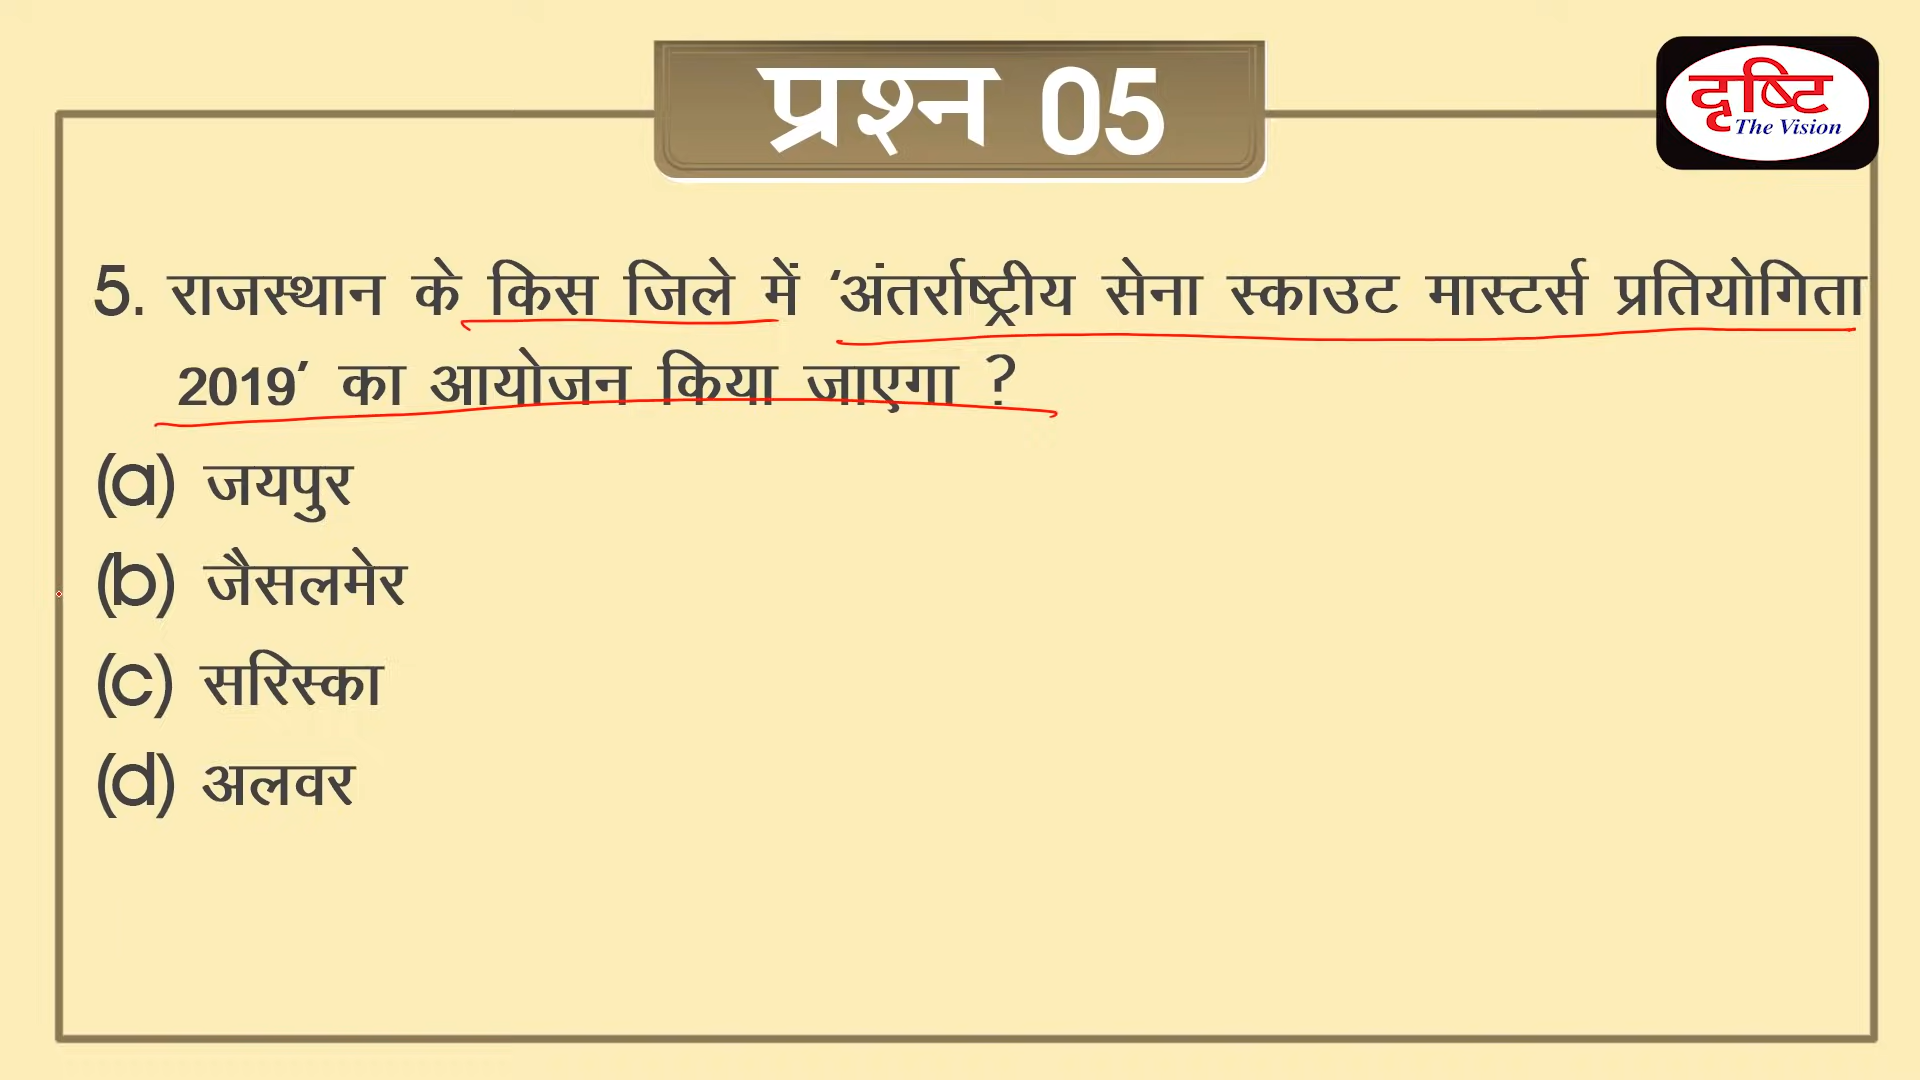 प्रश्न 05
दृष्टि
The Vision
5. राजस्थान के किस जिले में ‘अंतर्राष्ट्रीय सेना स्काउट मास्टर्स प्रतियोगिता
2019’ का आयोजन किया जाएगा ?
(a) जयपुर
(b) जैसलमेर
(c) सरिस्का
(d) अलवर